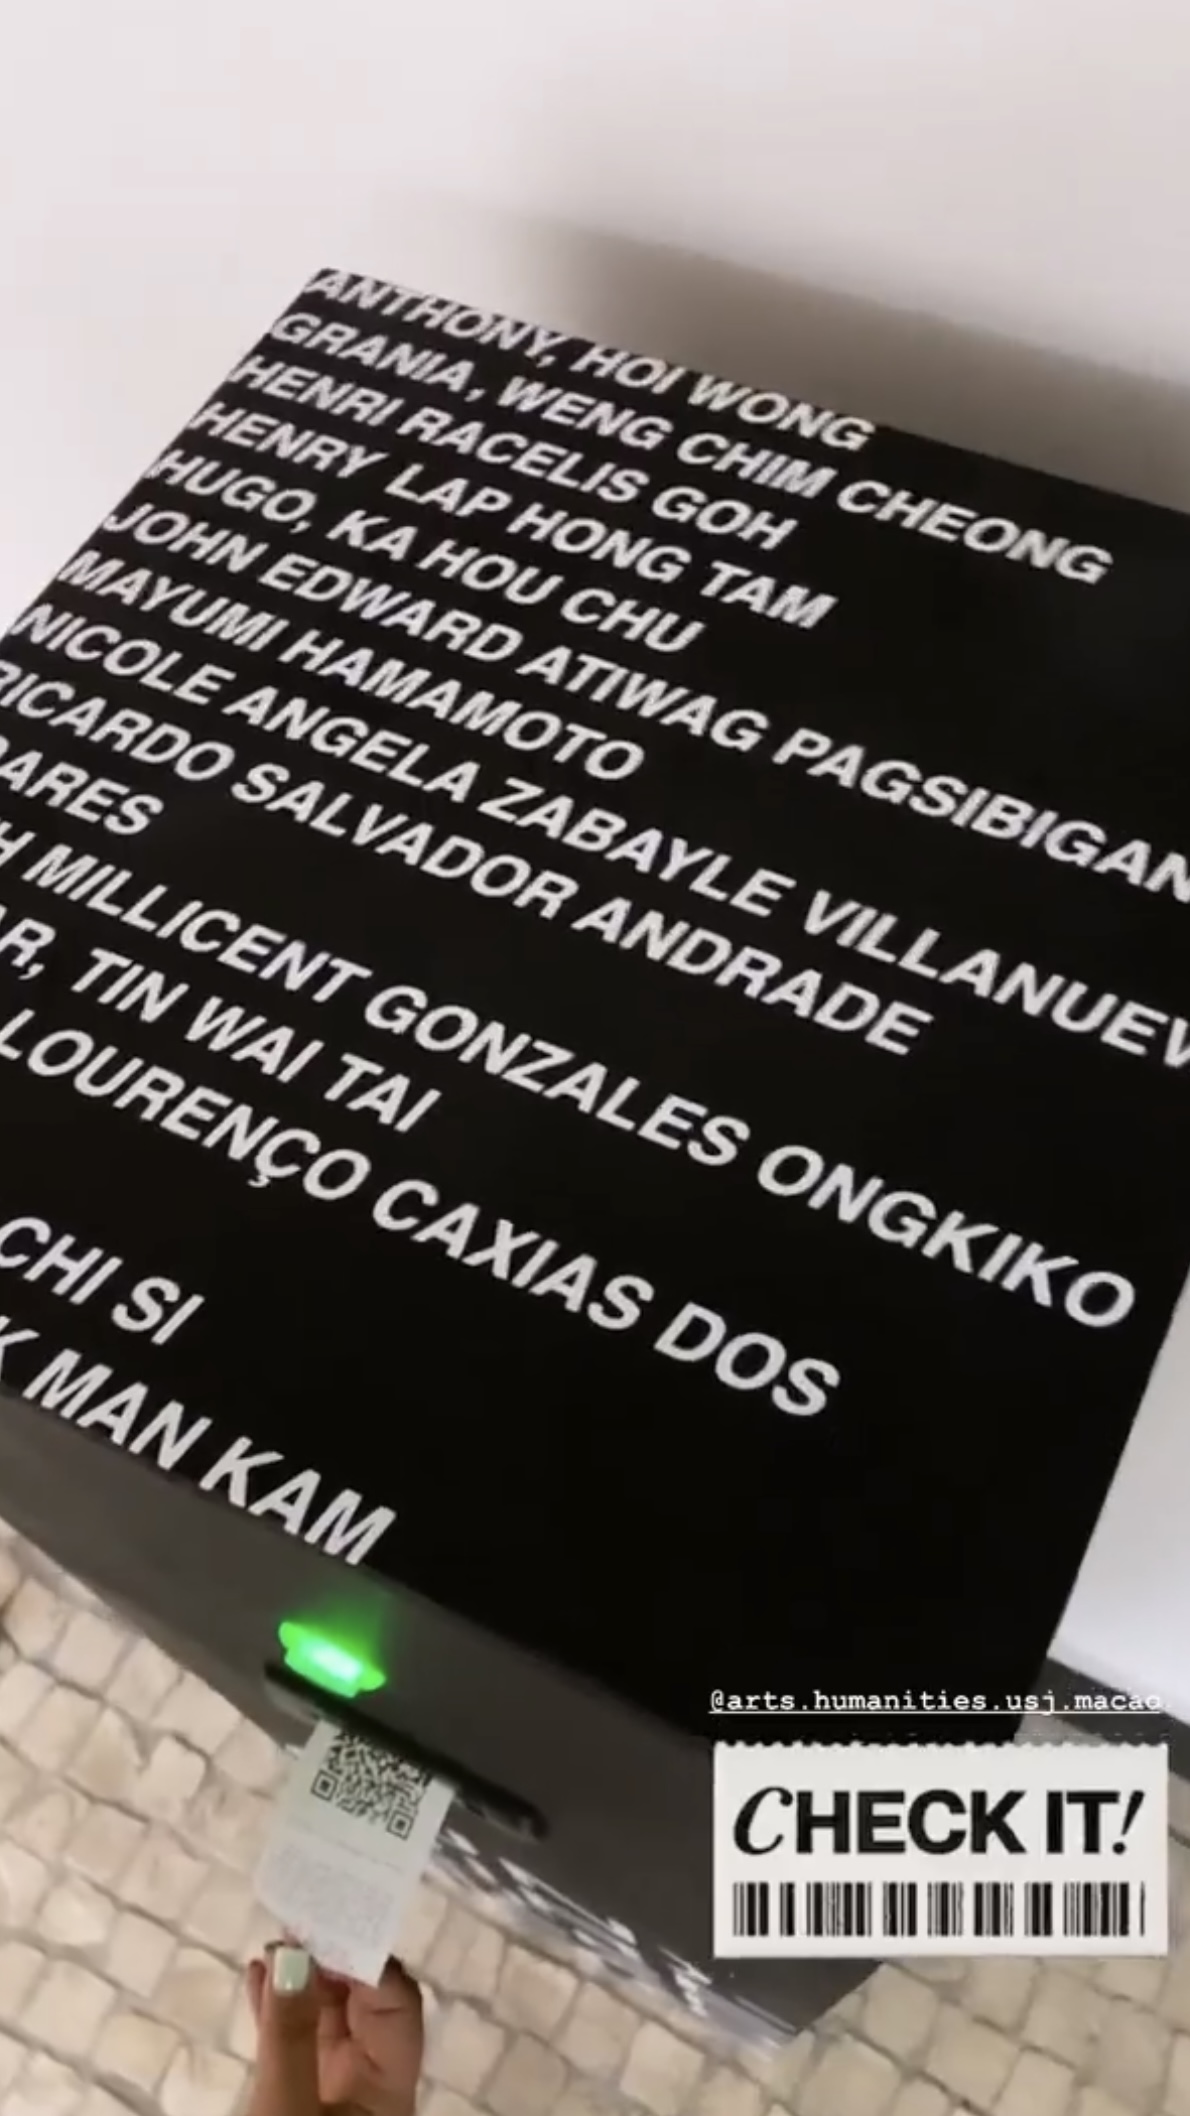 ANTHONY, HOI WONG
GRANIA, WENG CHIM CHEONG
HENRI RACELIS GOH
HENRY LAP HONG TAM
HUGO, KA HOU CHU
JOHN EDWARD ATIWAG PAGSIBIGAN
MAYUMI HAMAMOTO
NICOLE ANGELA ZABAYLE
RICARDO SALVADOR ANDRADE
MILLICENT GONZALES ONGKIKO
TIN WAI TAI
LOURENÇO CAXIAS DOS
CHI SI
MAN KAM
@arts.humanities.usj.macao
CHECK IT!